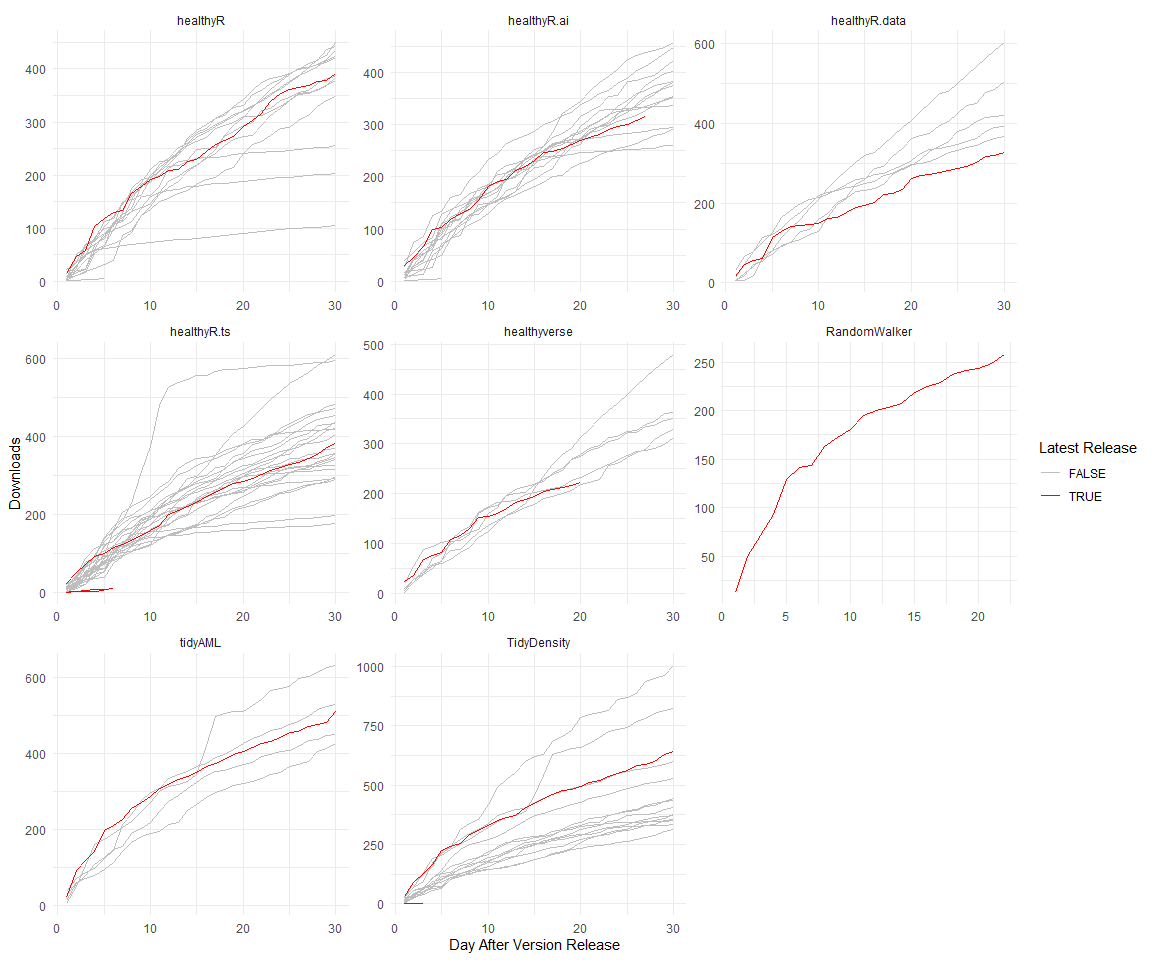 healthyR healthyR.ai healthyR.data
400 400 600
300 300 400
200 200 200
100 100
0 0 0
0 10 20 30 0 10 20 30 0 10 20 30
healthyR.ts healthyverse RandomWalker
600 500 250
400 400 200
200 300 150
0 200 100
100 50
0
0 10 20 30 0 10 20 30 0 5 10 15 20
tidyAML TidyDensity
600 1000
400 750
200 500
0 250
0
0 10 20 30 0 10 20 30
Downloads
Day After Version Release
Latest Release
FALSE
TRUE